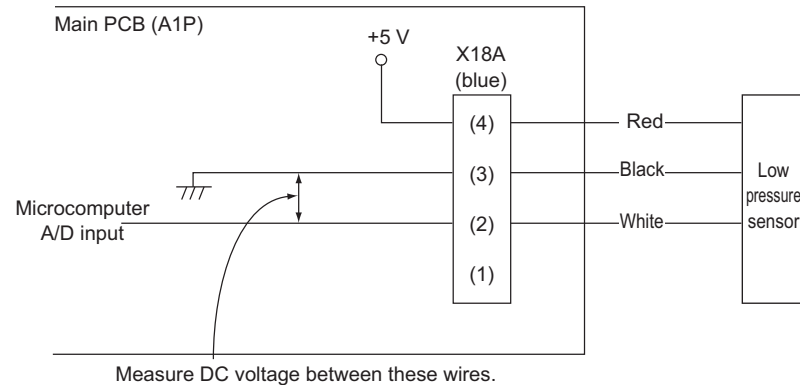 Main PCB (A1P)
+5 V
X18A
(blue)
(4)
Red
(3)
Black
Low
pressure
sensor
Microcomputer
A/D input
(2)
White
(1)
Measure DC voltage between these wires.